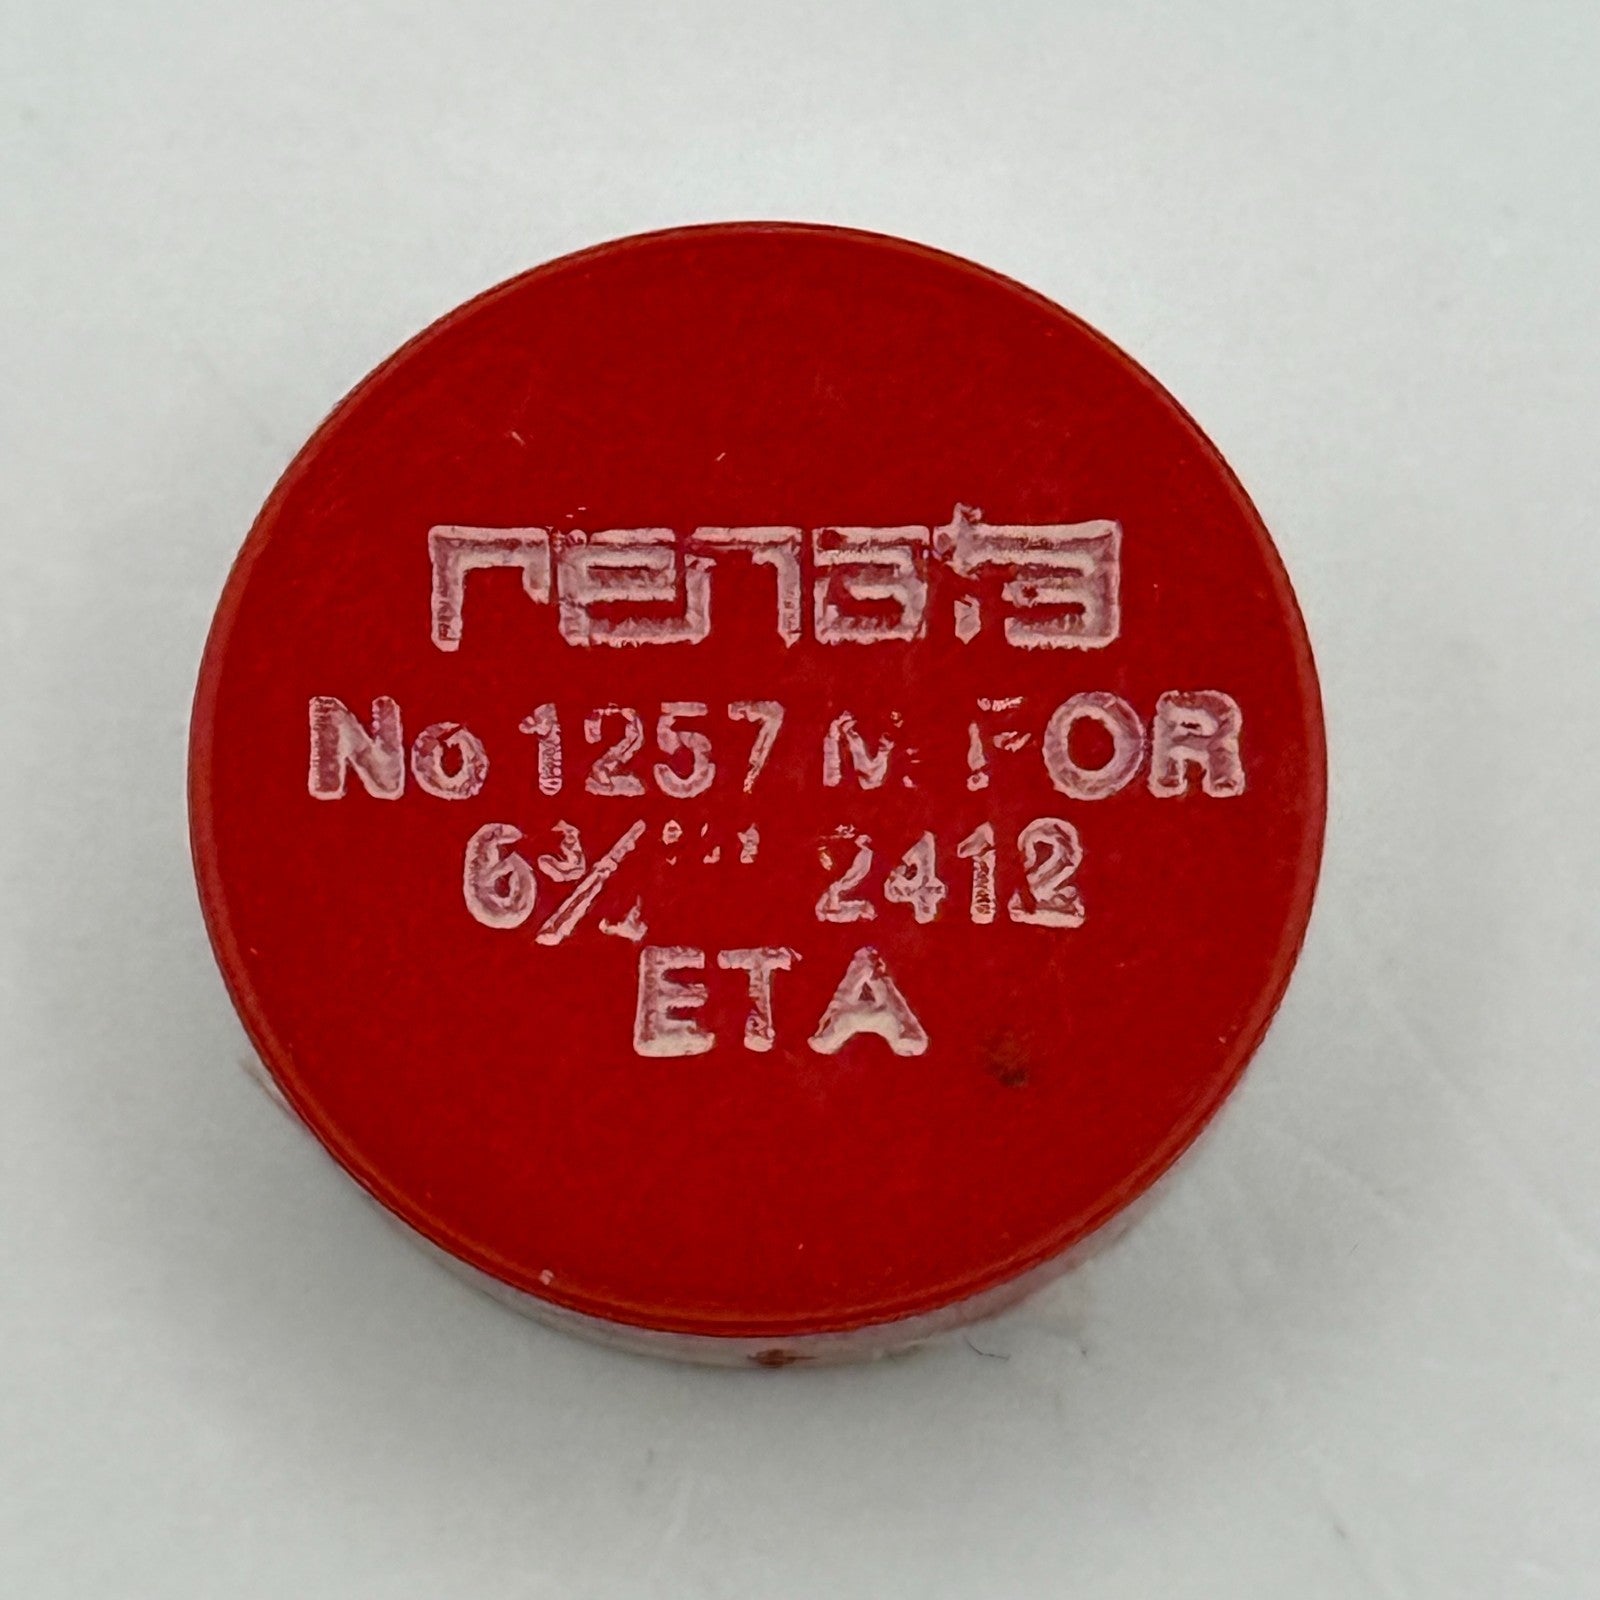 renata
No 1257 M FOR
6¾''' 2412
ETA